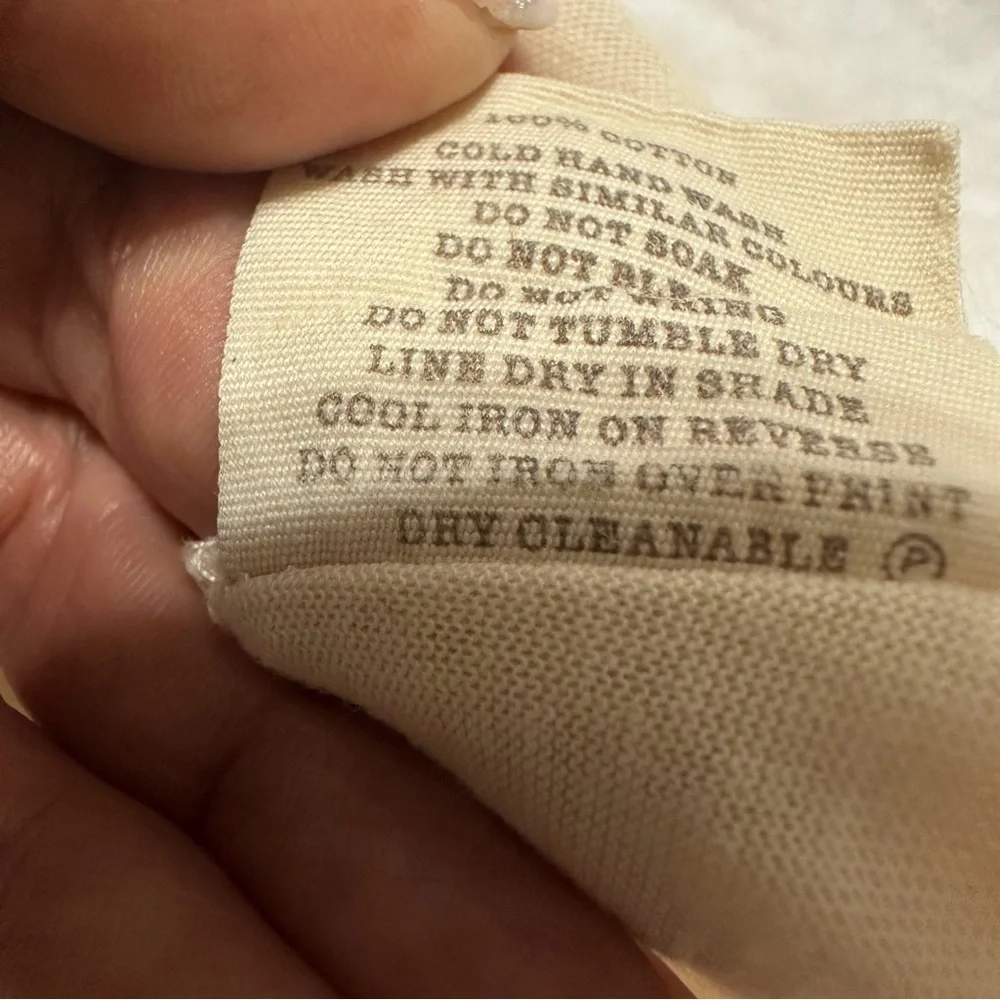 100% COTTON
COLD HAND WASH
WASH WITH SIMILAR COLOURS
DO NOT SOAK
DO NOT
DO NOT WRING
DO NOT TUMBLE DRY
LINE DRY IN SHADE
COOL IRON ON REVERSE
DO NOT IRON OVER PRINT
DRY CLEANABLE Ⓟ